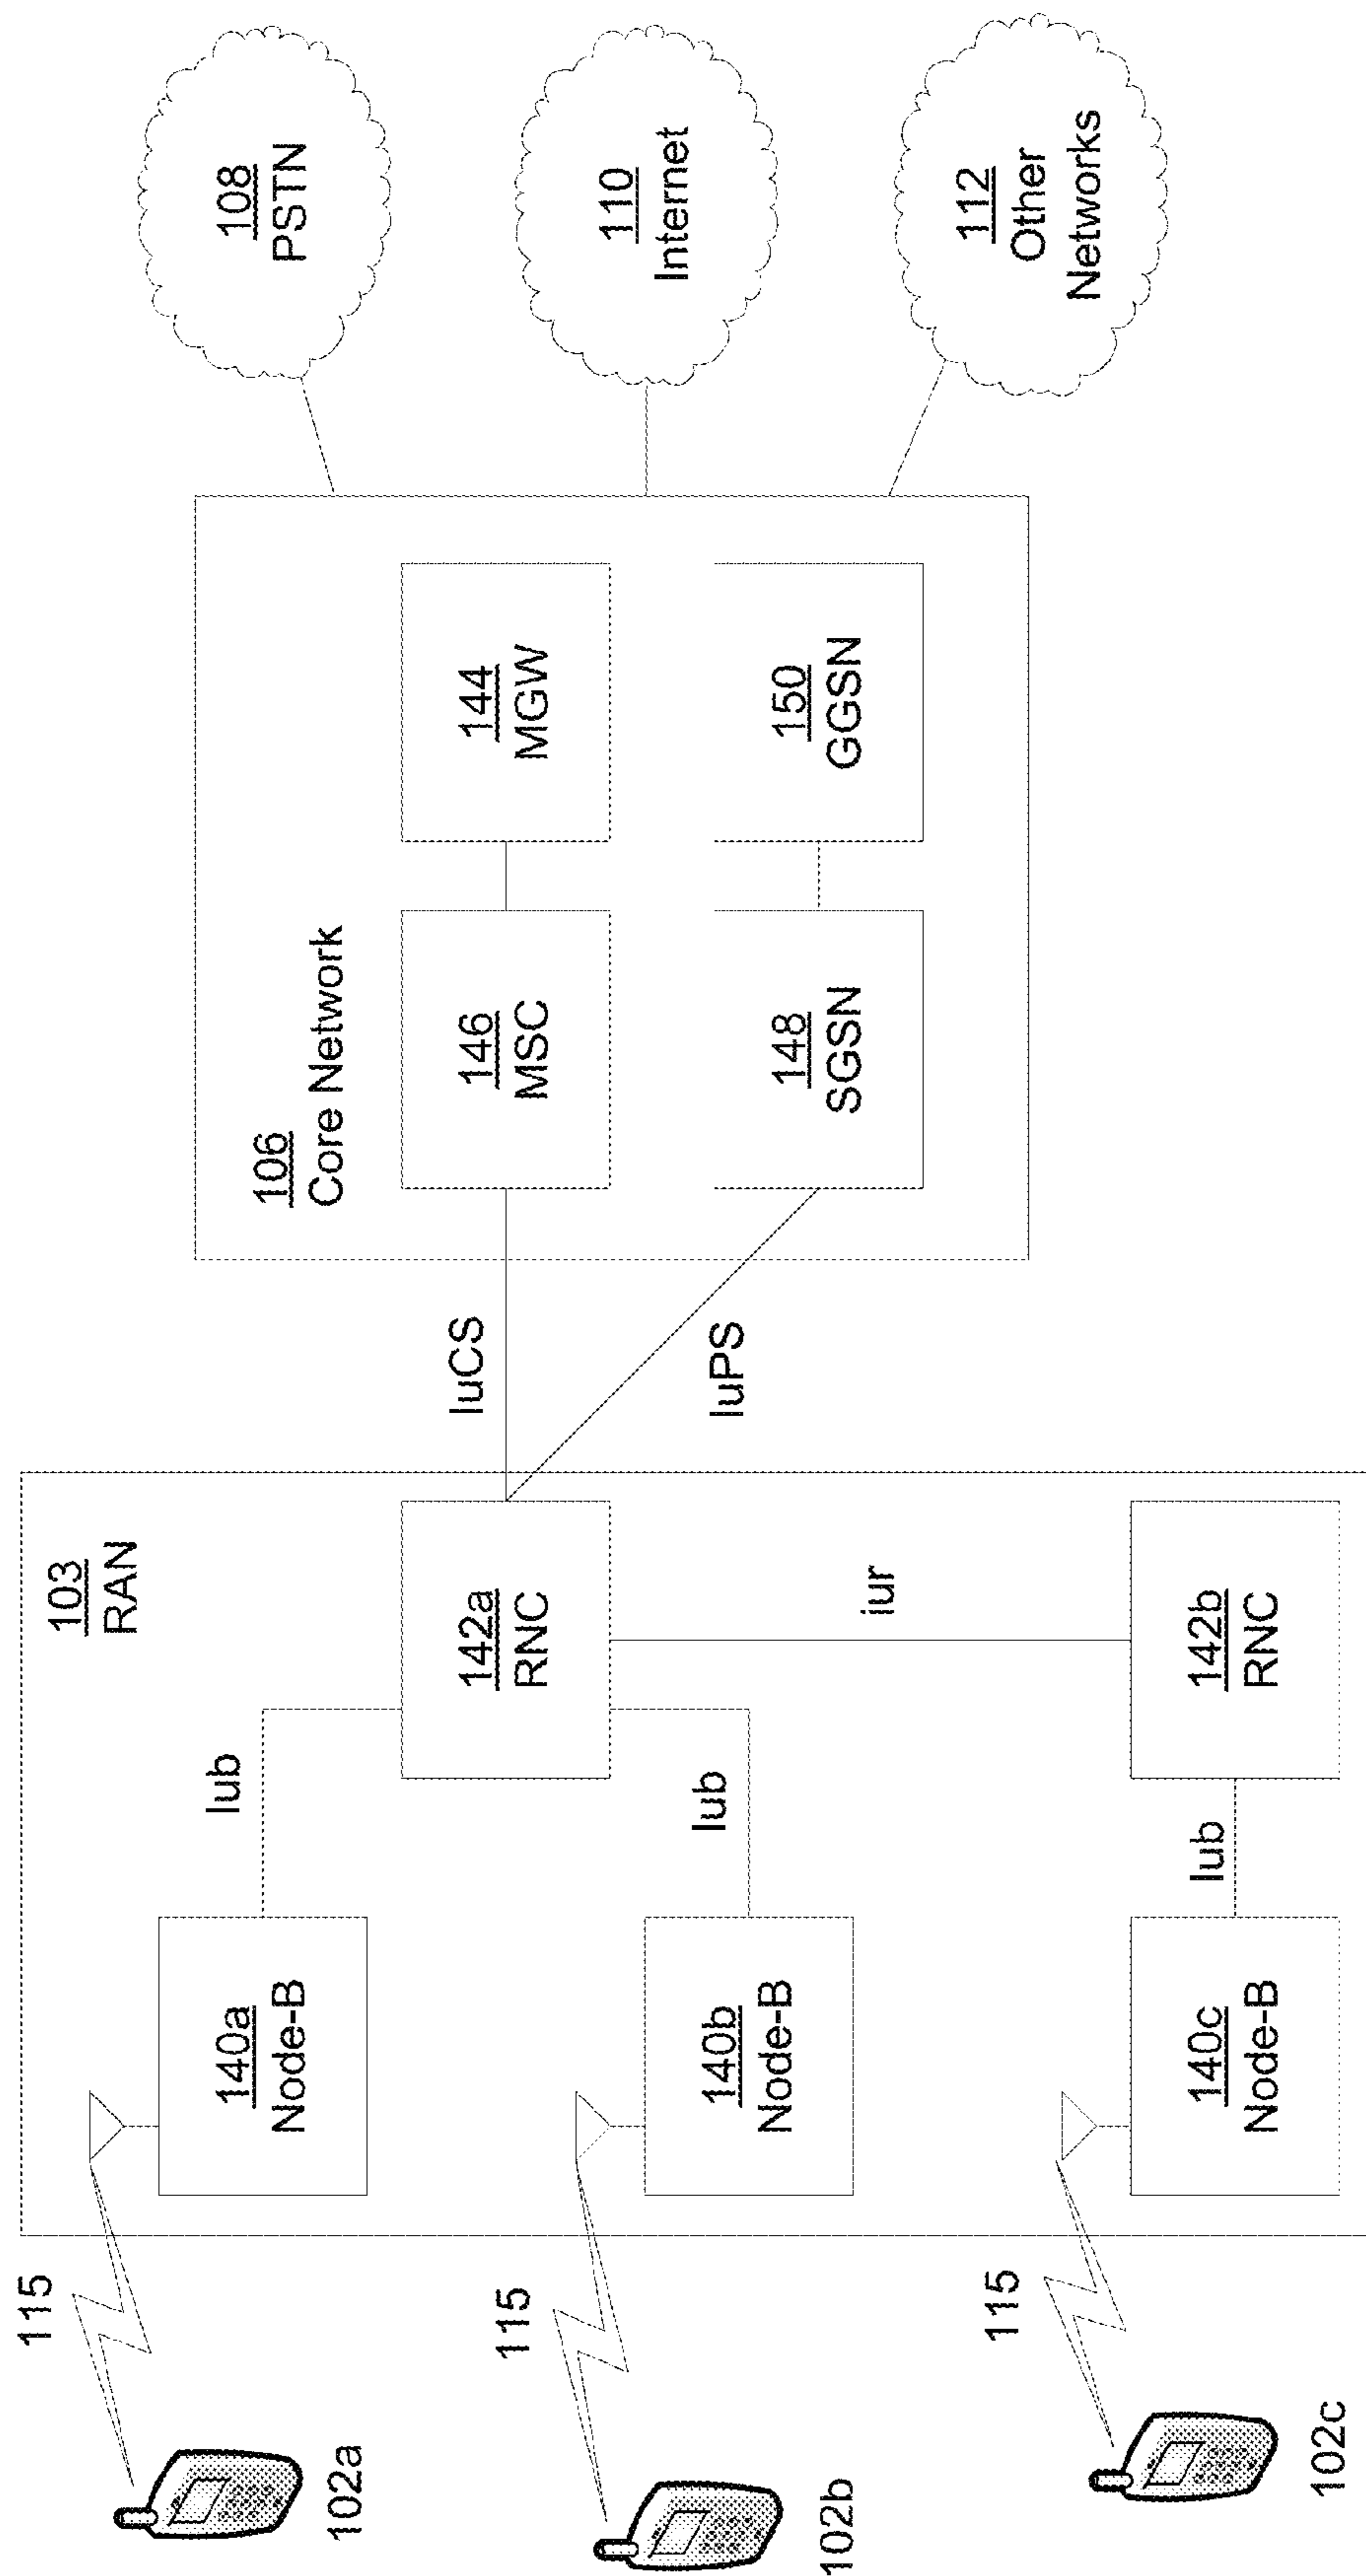 102a
115
103
RAN
140a
Node-B
Iub
142a
RNC
102b
115
140b
Node-B
Iub
iur
102c
115
140c
Node-B
Iub
142b
RNC
IuCS
IuPS
106
Core Network
146
MSC
144
MGW
148
SGSN
150
GGSN
108
PSTN
110
Internet
112
Other
Networks